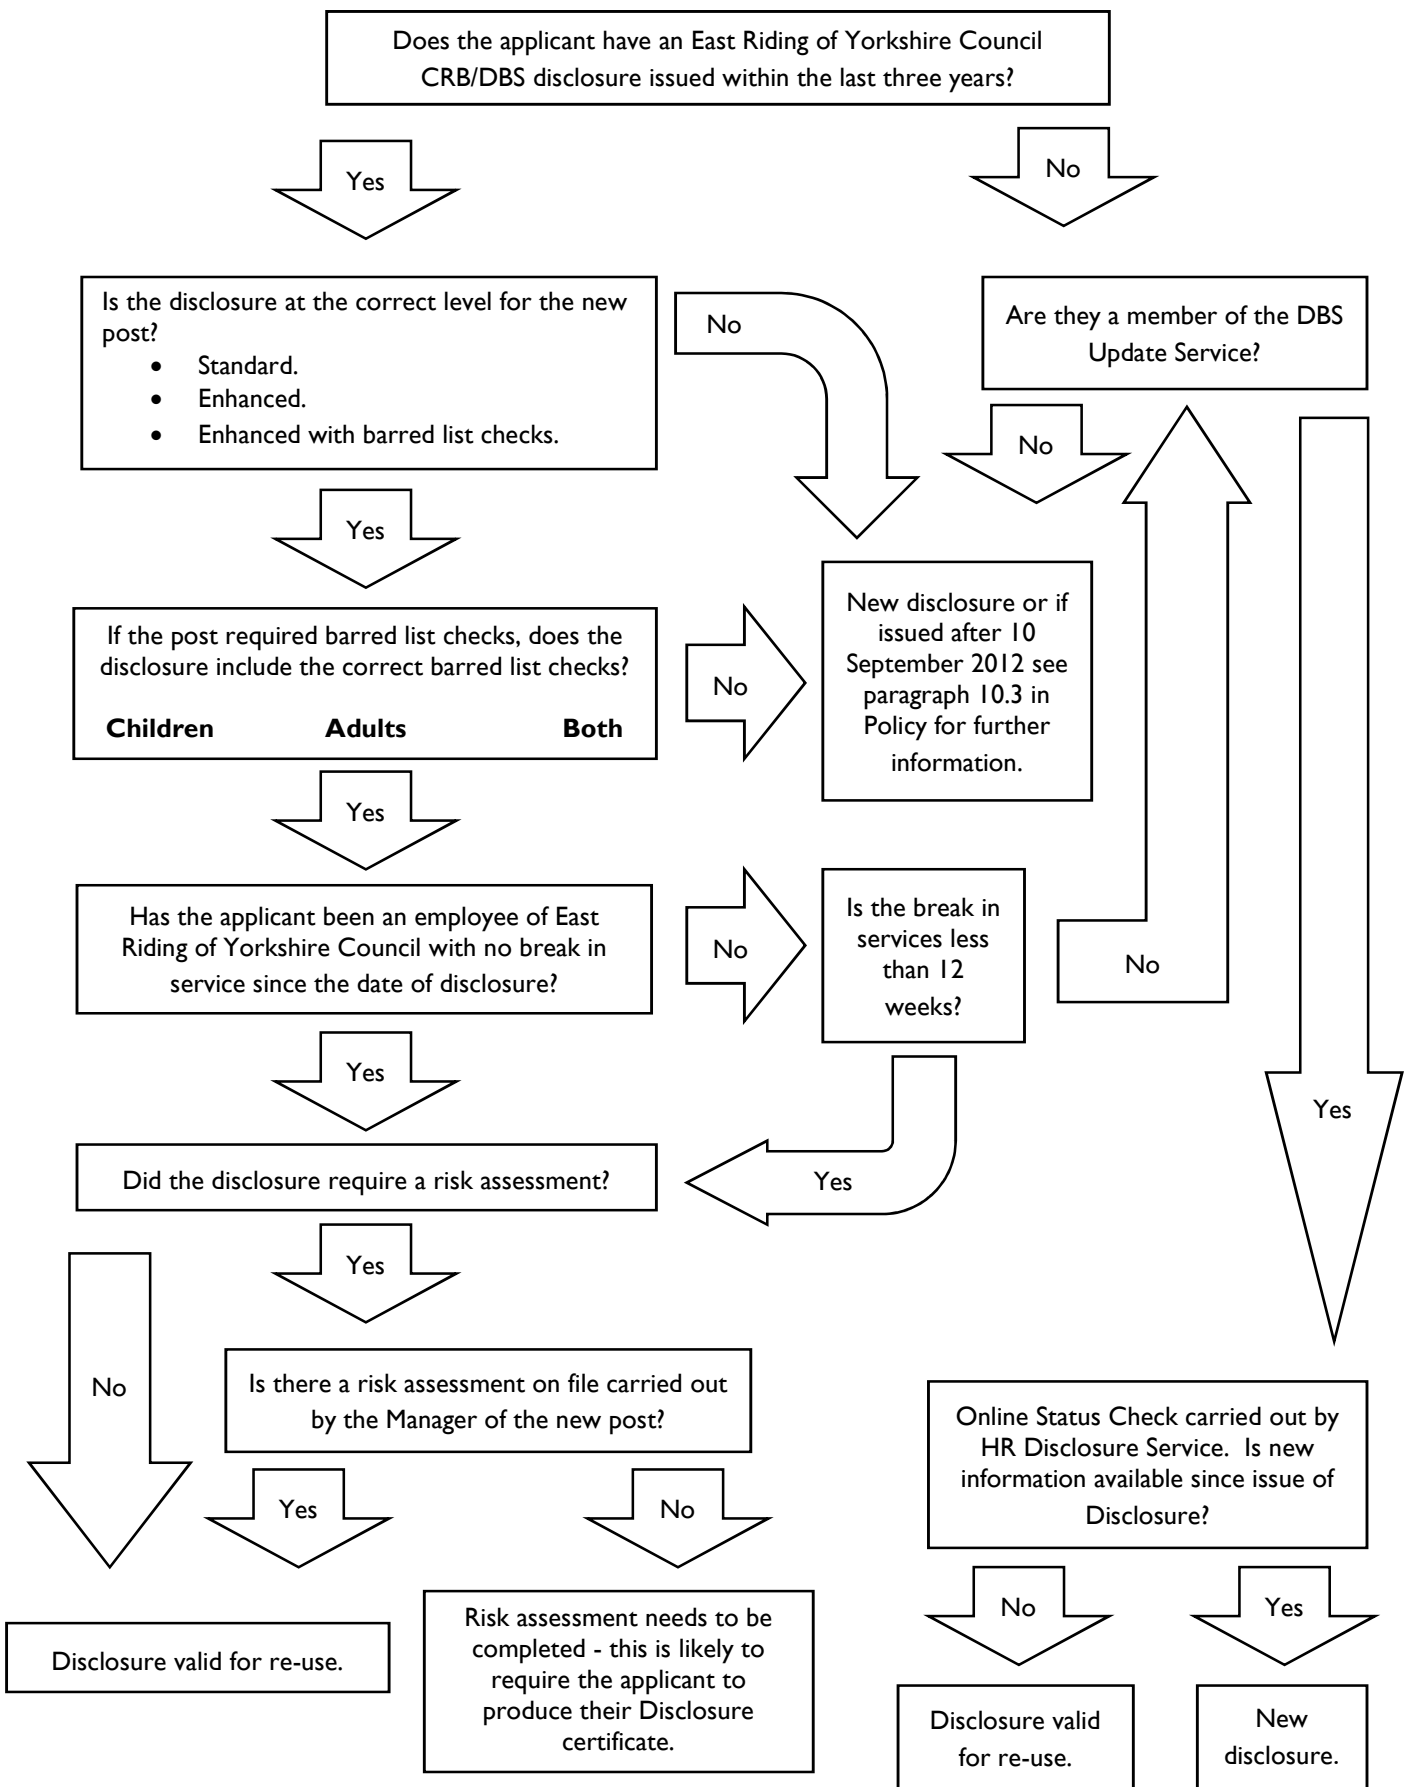 Does the applicant have an East Riding of Yorkshire Council
CRB/DBS disclosure issued within the last three years?
Yes
No
Is the disclosure at the correct level for the new
post?
• Standard.
• Enhanced.
• Enhanced with barred list checks.
No
Are they a member of the DBS
Update Service?
No
Yes
If the post required barred list checks, does the
disclosure include the correct barred list checks?
Children Adults Both
No
New disclosure or if
issued after 10
September 2012 see
paragraph 10.3 in
Policy for further
information.
Yes
Has the applicant been an employee of East
Riding of Yorkshire Council with no break in
service since the date of disclosure?
No
Is the break in
services less
than 12
weeks?
No
Yes
Yes
Did the disclosure require a risk assessment?
Yes
Yes
No
Is there a risk assessment on file carried out
by the Manager of the new post?
Yes
No
Online Status Check carried out by
HR Disclosure Service. Is new
information available since issue of
Disclosure?
No
Yes
Disclosure valid for re-use.
Risk assessment needs to be
completed - this is likely to
require the applicant to
produce their Disclosure
certificate.
Disclosure valid
for re-use.
New
disclosure.